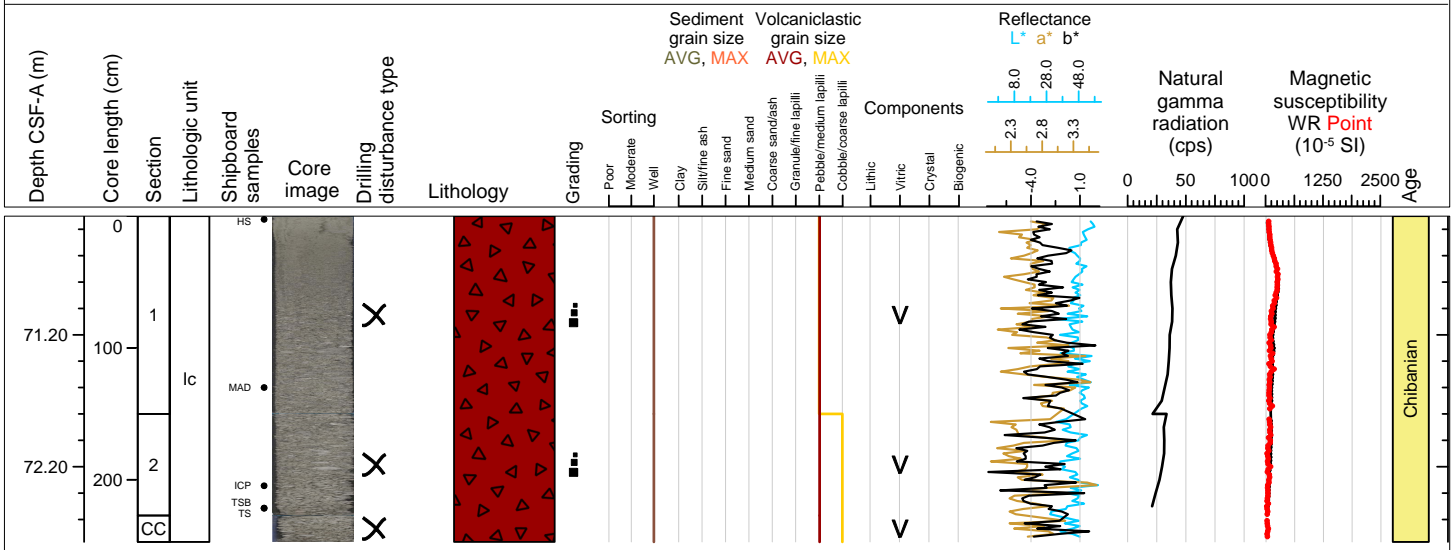 Depth CSF-A (m)
Core length (cm)
Section
Lithologic unit
Shipboard
samples
Core
image
Drilling
disturbance type
Lithology
Grading
Sorting
Poor
Moderate
Well
Sediment
grain size
AVG, MAX
Volcaniclastic
grain size
AVG, MAX
Clay
Silt/fine ash
Fine sand
Medium sand
Coarse sand/ash
Granule/fine lapilli
Pebble/medium lapilli
Cobble/coarse lapilli
Components
Lithic
Vitric
Crystal
Biogenic
Reflectance
L* a* b*
8.0 28.0 48.0
2.3 2.8 3.3
-4.0 1.0
Natural
gamma
radiation
(cps)
0 50 100
Magnetic
susceptibility
WR Point
(10-5 SI)
0 1250 2500
Age
0
HS
1
71.20
100
Ic
MAD
2
72.20
200
ICP
TSB
TS
CC
V
V
V
Chibanian